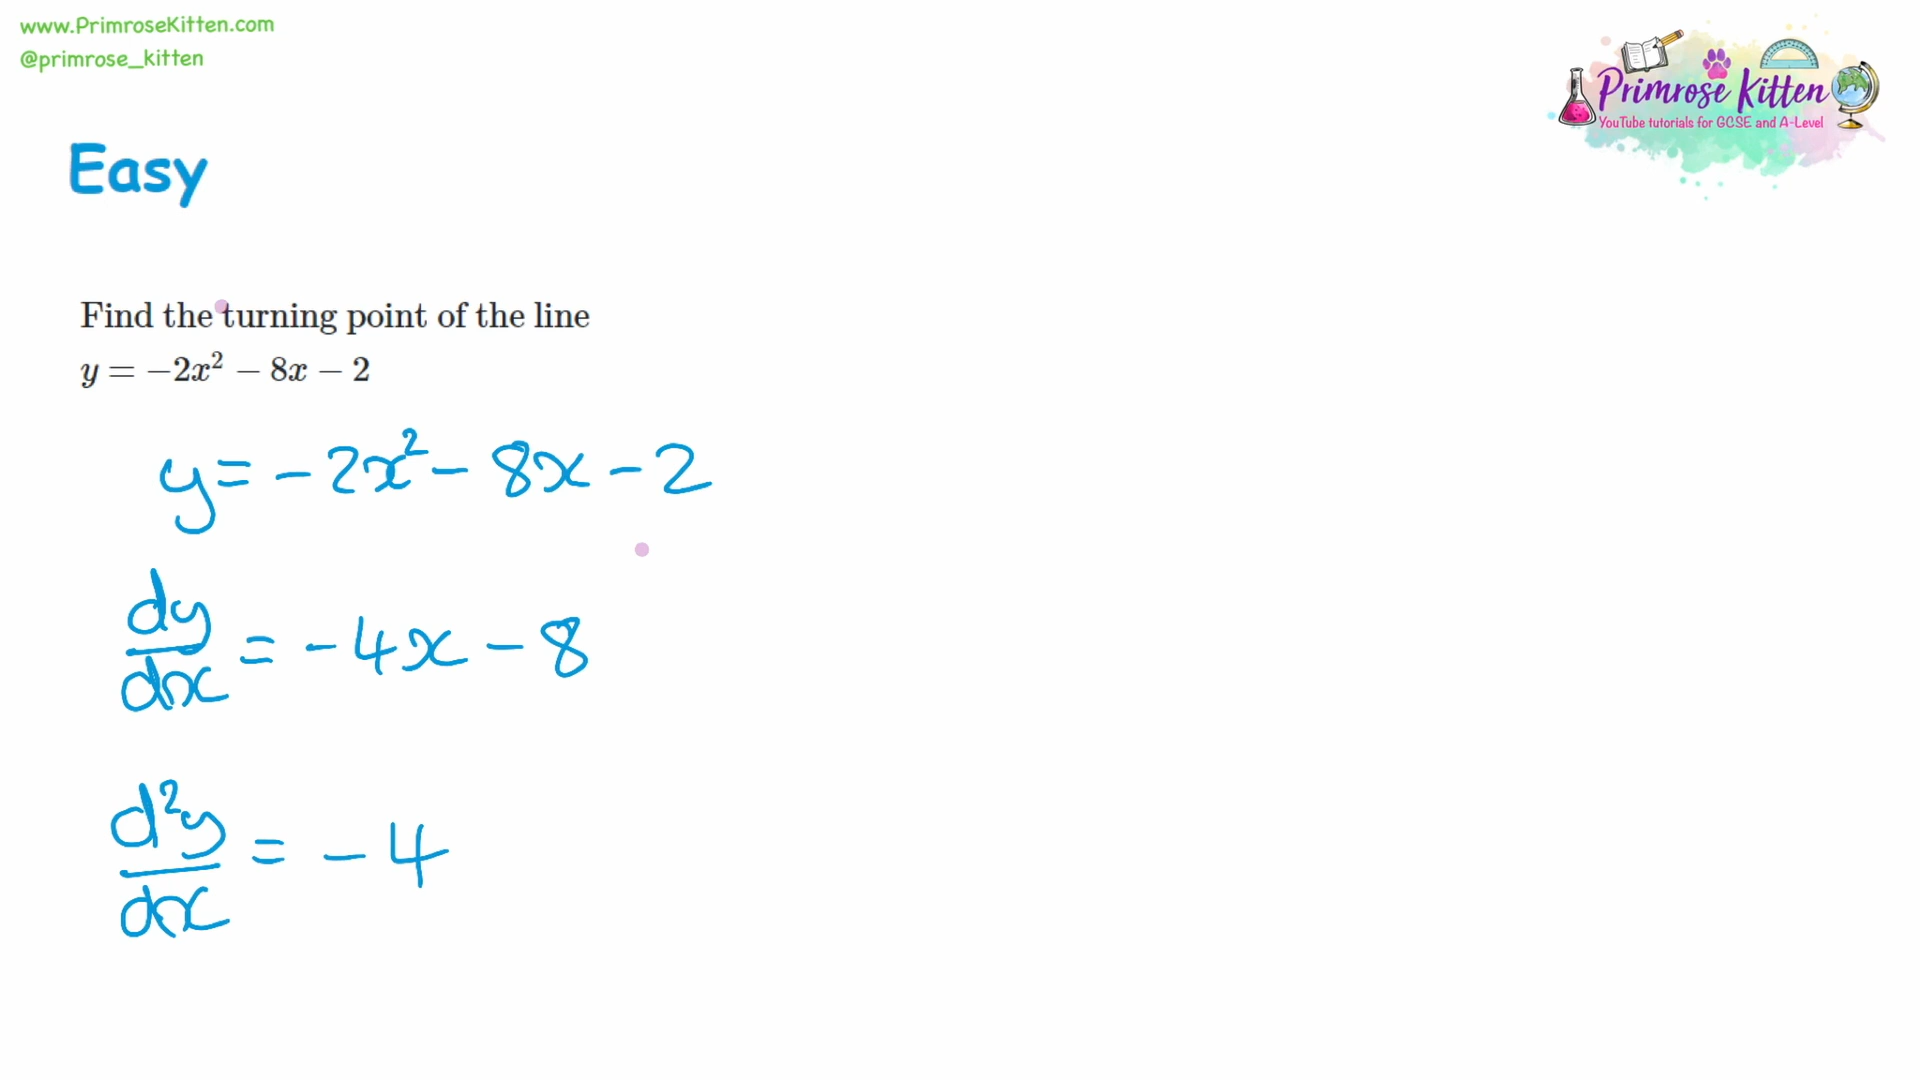 www.PrimroseKitten.com
@primrose_kitten
Primrose Kitten
YouTube tutorials for GCSE and A-Level
Easy
Find the turning point of the line
y = −2x² − 8x − 2
y = − 2x² − 8x − 2
dy/dx = − 4x − 8
d²y/dx = − 4